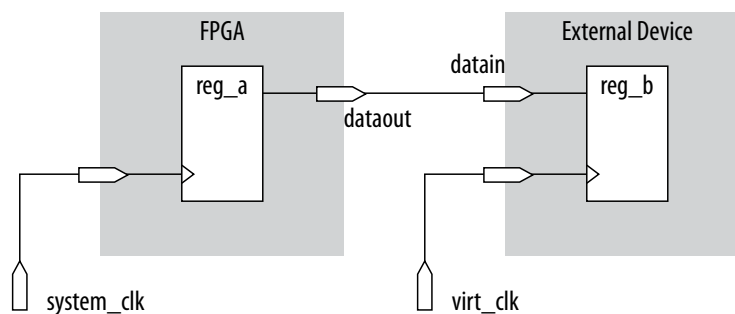 FPGA
External Device
datain
reg_a
reg_b
dataout
system_clk
virt_clk